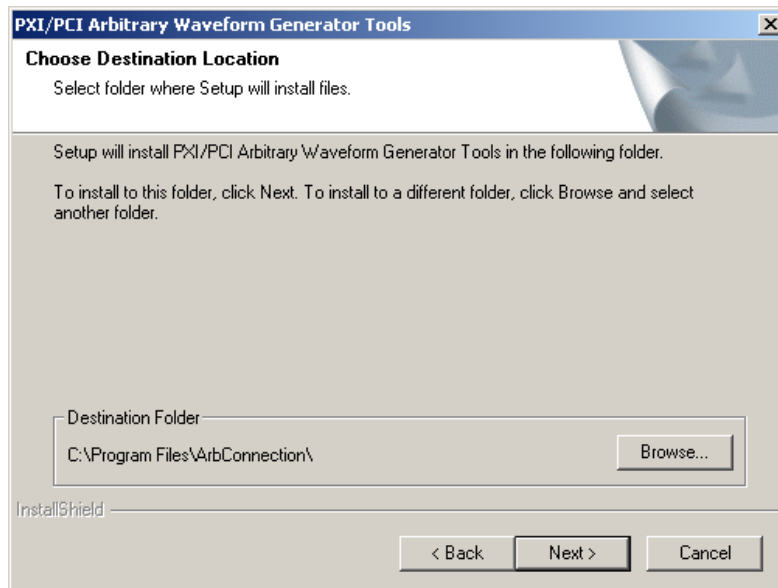 PXI/PCI Arbitrary Waveform Generator Tools
Choose Destination Location
Select folder where Setup will install files.
Setup will install PXI/PCI Arbitrary Waveform Generator Tools in the following folder.
To install to this folder, click Next. To install to a different folder, click Browse and select
another folder.
Destination Folder
C:\Program Files\ArbConnection\
Browse...
InstallShield
< Back
Next >
Cancel